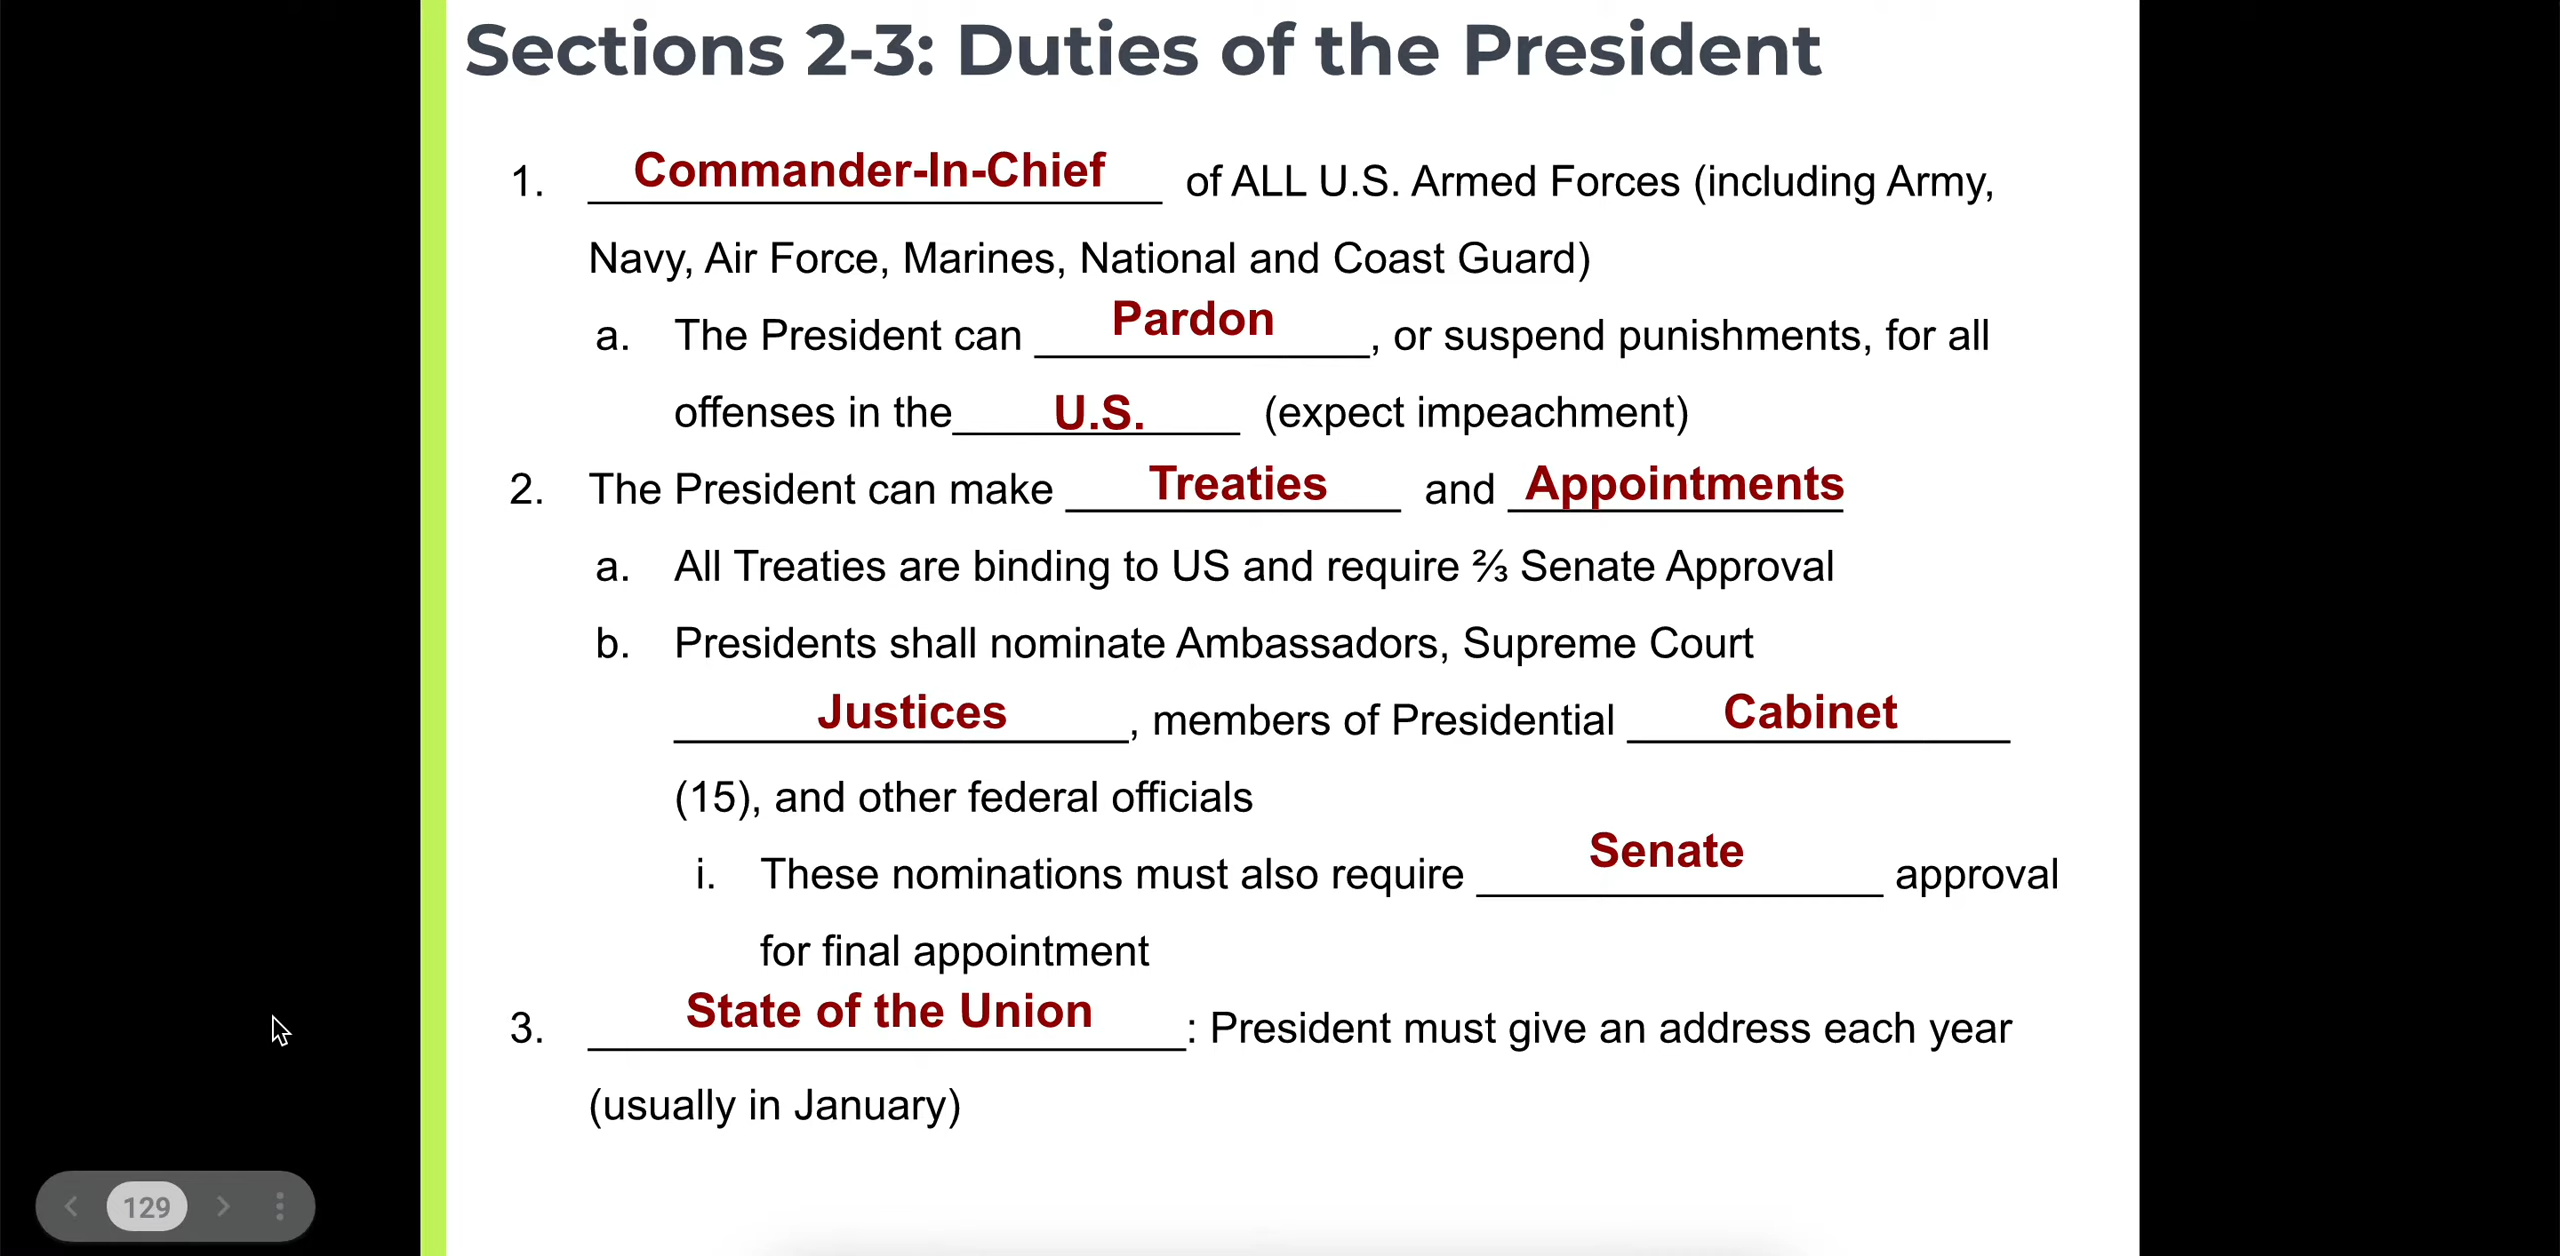 Sections 2-3: Duties of the President
1. Commander-In-Chief of ALL U.S. Armed Forces (including Army,
Navy, Air Force, Marines, National and Coast Guard)
a. The President can Pardon, or suspend punishments, for all
offenses in the U.S. (expect impeachment)
2. The President can make Treaties and Appointments
a. All Treaties are binding to US and require ⅔ Senate Approval
b. Presidents shall nominate Ambassadors, Supreme Court
Justices, members of Presidential Cabinet
(15), and other federal officials
i. These nominations must also require Senate approval
for final appointment
3. State of the Union: President must give an address each year
(usually in January)
129